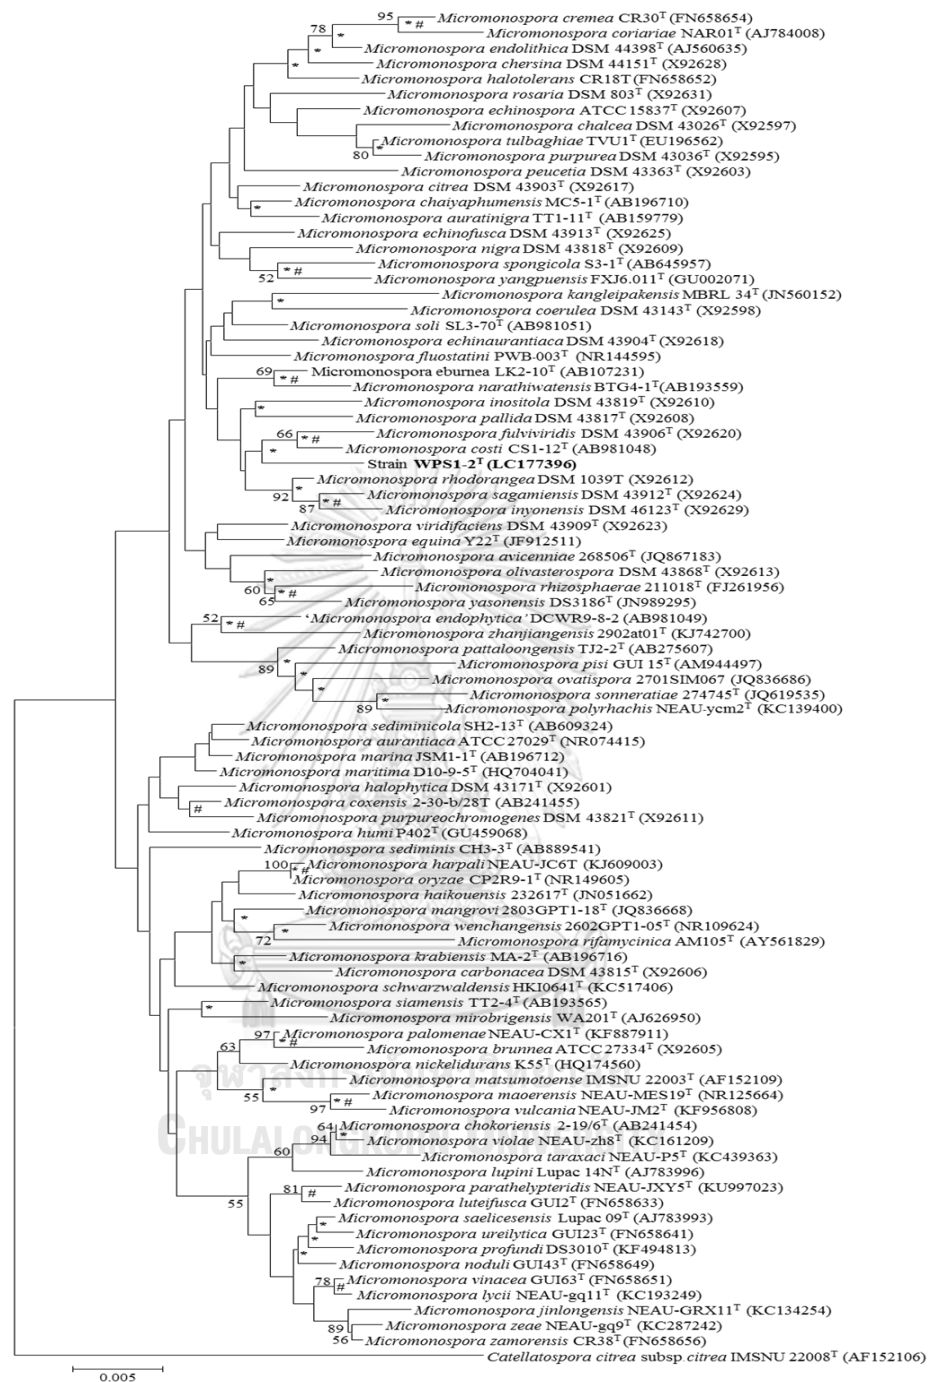 95
Micromonospora cremea CR30ᵀ (FN658654)
* #
78
Micromonospora coriariae NAR01ᵀ (AJ784008)
*
Micromonospora endolithica DSM 44398ᵀ (AJ560635)
*
Micromonospora chersina DSM 44151ᵀ (X92628)
*
Micromonospora halotolerans CR18T(FN658652)
Micromonospora rosaria DSM 803ᵀ (X92631)
Micromonospora echinospora ATCC 15837ᵀ(X92607)
Micromonospora chalcea DSM 43026ᵀ (X92597)
Micromonospora tulbaghiae TVU1ᵀ(EU196562)
*
80
Micromonospora purpurea DSM 43036ᵀ (X92595)
Micromonospora peucetia DSM 43363ᵀ (X92603)
Micromonospora citrea DSM 43903ᵀ (X92617)
Micromonospora chaiyaphumensis MC5-1ᵀ(AB196710)
*
Micromonospora auratinigra TT1-11ᵀ (AB159779)
Micromonospora echinofusca DSM 43913ᵀ (X92625)
Micromonospora nigra DSM 43818ᵀ (X92609)
Micromonospora spongicola S3-1ᵀ (AB645957)
* #
52
Micromonospora yangpuensis FXJ6.011ᵀ (GU002071)
Micromonospora kangleipakensis MBRL 34ᵀ(JN560152)
*
Micromonospora coerulea DSM 43143ᵀ (X92598)
Micromonospora soli SL3-70ᵀ (AB981051)
Micromonospora echinaurantiaca DSM 43904ᵀ (X92618)
Micromonospora fluostatini PWB-003ᵀ (NR144595)
69
Micromonospora eburnea LK2-10ᵀ (AB107231)
* #
Micromonospora narathiwatensis BTG4-1ᵀ(AB193559)
Micromonospora inositola DSM 43819ᵀ (X92610)
*
Micromonospora pallida DSM 43817ᵀ (X92608)
66
Micromonospora fulviviridis DSM 43906ᵀ (X92620)
* #
Micromonospora costi CS1-12ᵀ (AB981048)
*
Strain WPS1-2ᵀ (LC177396)
Micromonospora rhodorangea DSM 1039T (X92612)
*
92
Micromonospora sagamiensis DSM 43912ᵀ (X92624)
* #
87
Micromonospora inyonensis DSM 46123ᵀ (X92629)
Micromonospora viridifaciens DSM 43909ᵀ (X92623)
Micromonospora equina Y22ᵀ (JF912511)
Micromonospora avicenniae 268506ᵀ (JQ867183)
Micromonospora olivasterospora DSM 43868ᵀ (X92613)
*
60
Micromonospora rhizosphaerae 211018ᵀ (FJ261956)
* #
65
Micromonospora yasonensis DS3186ᵀ (JN989295)
52
‘Micromonospora endophytica’ DCWR9-8-2 (AB981049)
* #
Micromonospora zhanjiangensis 2902at01ᵀ (KJ742700)
Micromonospora pattaloongensis TJ2-2ᵀ (AB275607)
89
*
Micromonospora pisi GUI 15ᵀ (AM944497)
*
Micromonospora ovatispora 2701SIM067 (JQ836686)
*
Micromonospora sonneratiae 274745ᵀ (JQ619535)
*
89
Micromonospora polyrhachis NEAU-ycm2ᵀ (KC139400)
Micromonospora sediminicola SH2-13ᵀ (AB609324)
Micromonospora aurantiaca ATCC 27029ᵀ (NR074415)
Micromonospora marina JSM1-1ᵀ (AB196712)
Micromonospora maritima D10-9-5ᵀ (HQ704041)
Micromonospora halophytica DSM 43171ᵀ (X92601)
Micromonospora coxensis 2-30-b/28T (AB241455)
#
Micromonospora purpureochromogenes DSM 43821ᵀ (X92611)
Micromonospora humi P402ᵀ (GU459068)
Micromonospora sediminis CH3-3ᵀ (AB889541)
100
Micromonospora harpali NEAU-JC6ᵀ (KJ609003)
*#
Micromonospora oryzae CP2R9-1ᵀ (NR149605)
Micromonospora haikouensis 232617ᵀ (JN051662)
Micromonospora mangrovi 2803GPT1-18ᵀ (JQ836668)
*
Micromonospora wenchangensis 2602GPT1-05ᵀ (NR109624)
*
72
Micromonospora rifamycinica AM105ᵀ (AY561829)
Micromonospora krabiensis MA-2ᵀ (AB196716)
*
Micromonospora carbonacea DSM 43815ᵀ (X92606)
Micromonospora schwarzwaldensis HKI0641ᵀ (KC517406)
Micromonospora siamensis TT2-4ᵀ (AB193565)
*
Micromonospora mirobrigensis WA201ᵀ (AJ626950)
97
Micromonospora palomenae NEAU-CX1ᵀ (KF887911)
*#
63
Micromonospora brunnea ATCC 27334ᵀ (X92605)
Micromonospora nickelidurans K55ᵀ (HQ174560)
จุฬาลงกรณ์มหาวิทยาลัย
Micromonospora matsumotoense IMSNU 22003ᵀ (AF152109)
*
55
Micromonospora maoerensis NEAU-MES19ᵀ (NR125664)
* #
97
Micromonospora vulcania NEAU-JM2ᵀ (KF956808)
64
Micromonospora chokoriensis 2-19/6ᵀ (AB241454)
*
94
Micromonospora violae NEAU-zh8ᵀ (KC161209)
CHULALONGKORN UNIVERSITY
60
Micromonospora taraxaci NEAU-P5ᵀ (KC439363)
Micromonospora lupini Lupac 14Nᵀ (AJ783996)
55
81
Micromonospora parathelypteridis NEAU-JXY5ᵀ (KU997023)
#
Micromonospora luteifusca GUI2ᵀ (FN658633)
Micromonospora saelicesensis Lupac 09ᵀ (AJ783993)
*
Micromonospora ureilytica GUI23ᵀ (FN658641)
*
Micromonospora profundi DS3010ᵀ (KF494813)
*
Micromonospora noduli GUI43ᵀ (FN658649)
78
Micromonospora vinacea GUI63ᵀ (FN658651)
#
Micromonospora lycii NEAU-gq11ᵀ (KC193249)
Micromonospora jinlongensis NEAU-GRX11ᵀ (KC134254)
89
Micromonospora zeae NEAU-gq9ᵀ (KC287242)
56
Micromonospora zamorensis CR38ᵀ(FN658656)
Catellatospora citrea subsp.citrea IMSNU 22008ᵀ (AF152106)
0.005